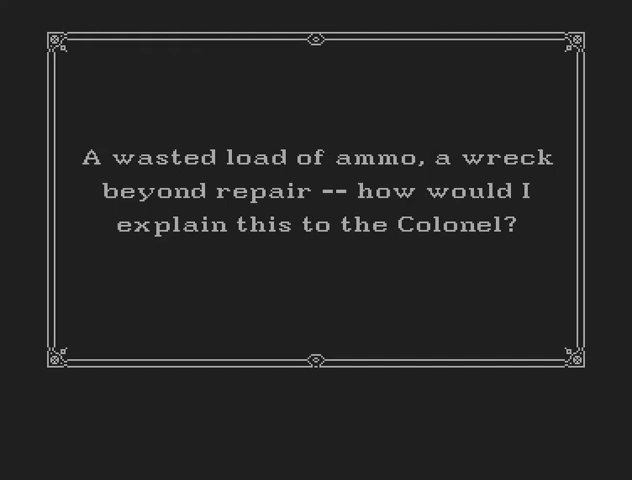 A wasted load of ammo, a wreck
beyond repair -- how would I
explain this to the Colonel?